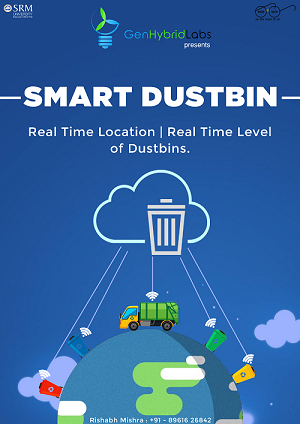 SRM
UNIVERSITY
GenHybridLabs
presents
SMART DUSTBIN
Real Time Location | Real Time Level
of Dustbins.
Rishabh Mishra : +91 - 89616 26842